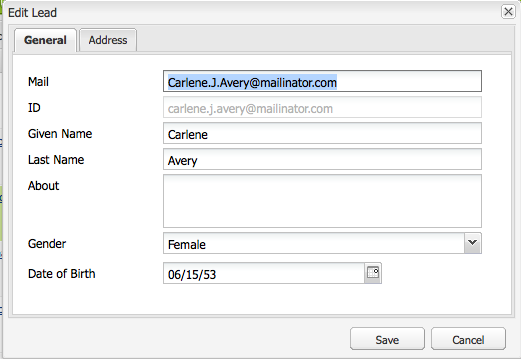 Edit Lead
General Address
Mail Carlene.J.Avery@mailinator.com
ID carlene.j.avery@mailinator.com
Given Name Carlene
Last Name Avery
About
Gender Female
Date of Birth 06/15/53
Save Cancel